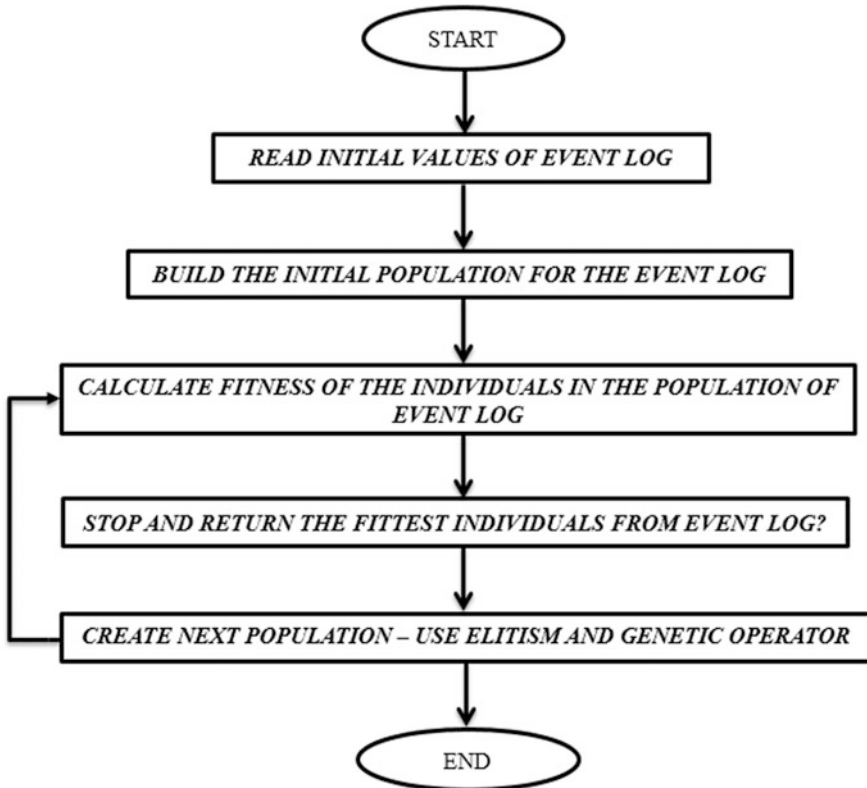 START
READ INITIAL VALUES OF EVENT LOG
BUILD THE INITIAL POPULATION FOR THE EVENT LOG
CALCULATE FITNESS OF THE INDIVIDUALS IN THE POPULATION OF
EVENT LOG
STOP AND RETURN THE FITTEST INDIVIDUALS FROM EVENT LOG?
CREATE NEXT POPULATION – USE ELITISM AND GENETIC OPERATOR
END